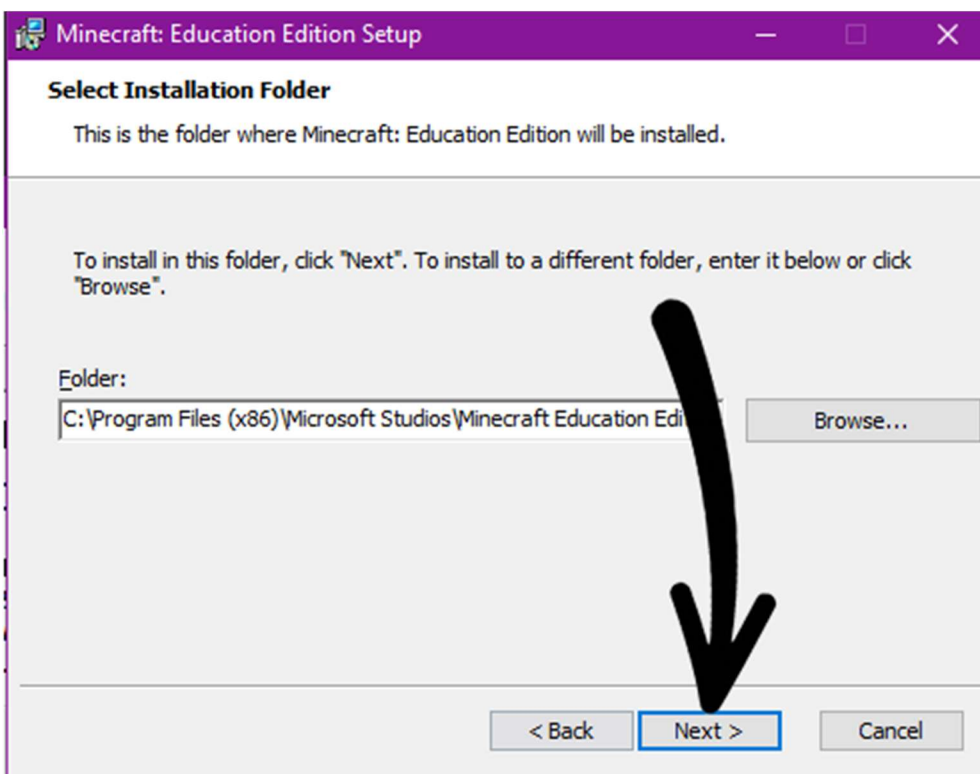 Minecraft: Education Edition Setup
Select Installation Folder
This is the folder where Minecraft: Education Edition will be installed.
To install in this folder, click "Next". To install to a different folder, enter it below or click
"Browse".
Folder:
C:\Program Files (x86)\Microsoft Studios\Minecraft Education
Browse...
< Back
Next >
Cancel